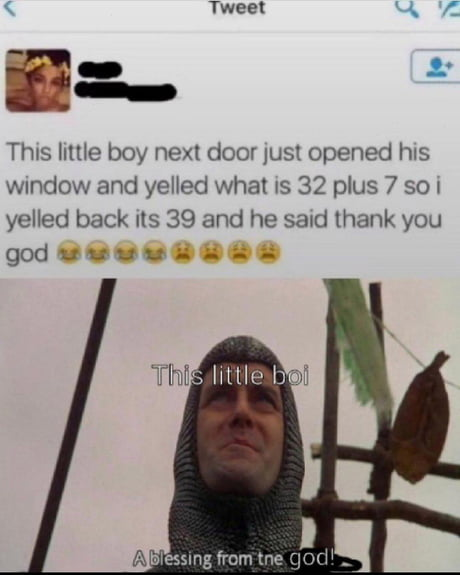 Tweet
This little boy next door just opened his
window and yelled what is 32 plus 7 so i
yelled back its 39 and he said thank you
god 😂😂😂😂😩😩😩😩
This little boi
A blessing from tne god!